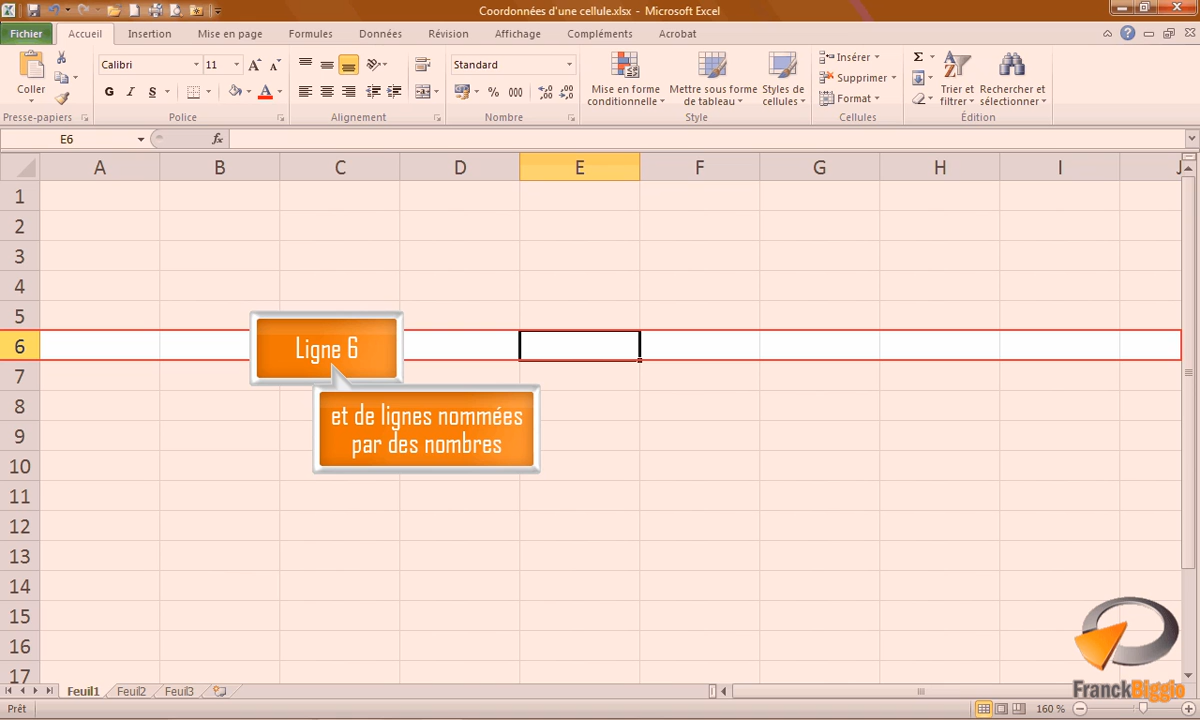 Coordonnées d'une cellule.xlsx - Microsoft Excel
Fichier Accueil Insertion Mise en page Formules Données Révision Affichage Compléments Acrobat
Coller
Presse-papiers
Calibri 11
G I S
Police
Alignement
Standard
% 000
Nombre
Mise en forme conditionnelle
Mettre sous forme de tableau
Styles de cellules
Style
Insérer
Supprimer
Format
Cellules
Σ
Trier et filtrer
Rechercher et sélectionner
Édition
E6 fx
A B C D E F G H I J
1
2
3
4
5
6
Ligne 6
7
8
et de lignes nommées
par des nombres
9
10
11
12
13
14
15
16
17
FranckBiggio
Feuil1 Feuil2 Feuil3
Prêt 160 %